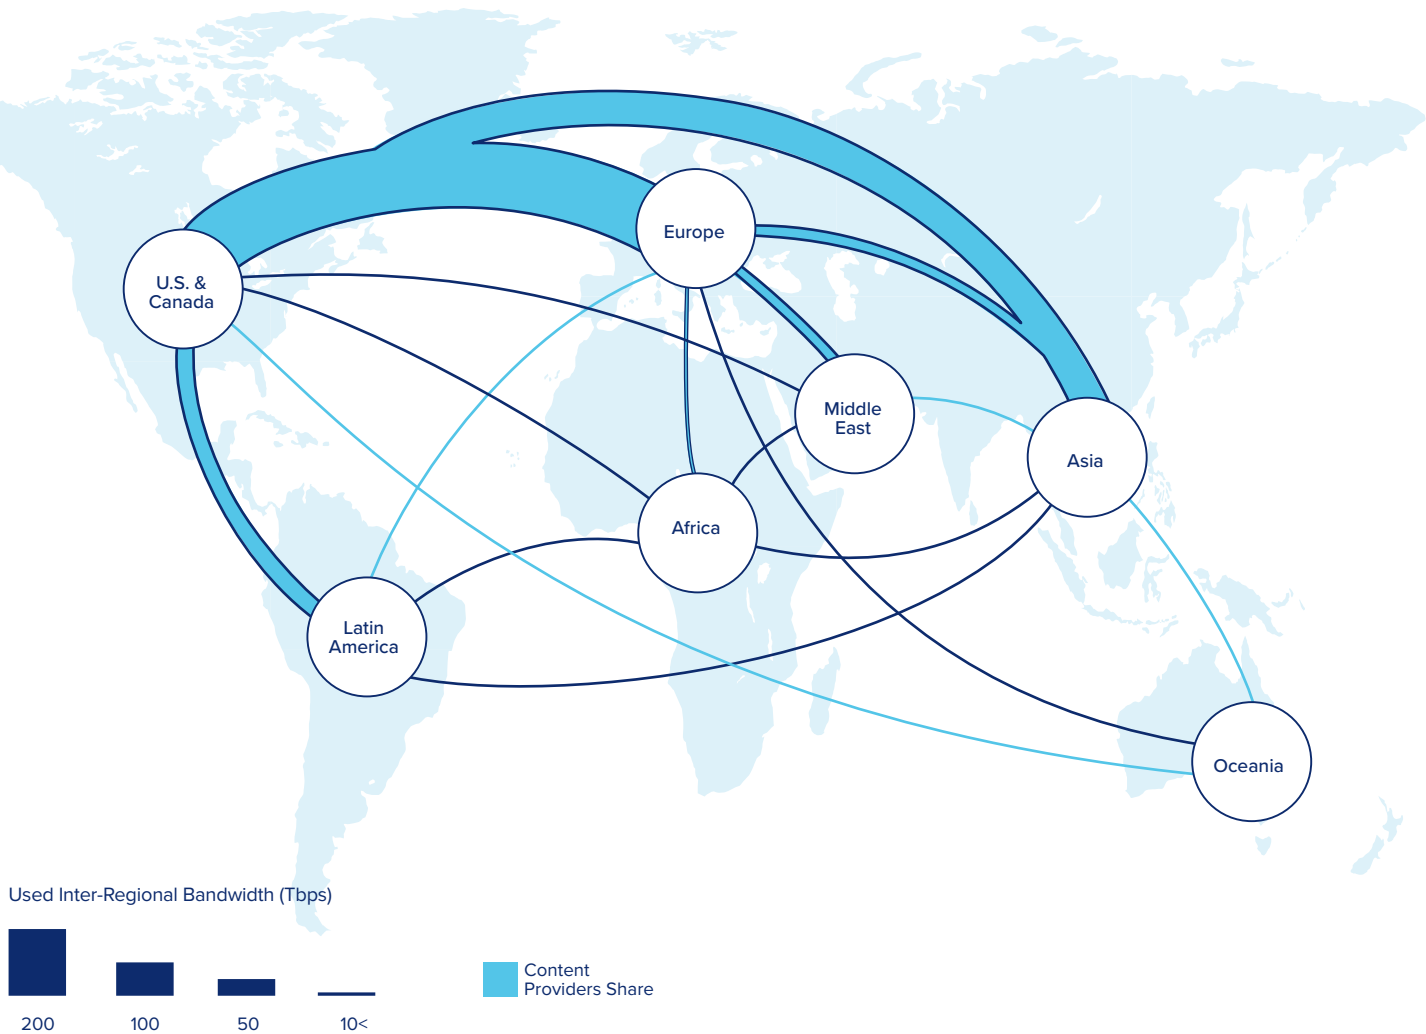 Europe
U.S. &
Canada
Middle
East
Asia
Africa
Latin
America
Oceania
Used Inter-Regional Bandwidth (Tbps)
Content
Providers Share
200
100
50
10<